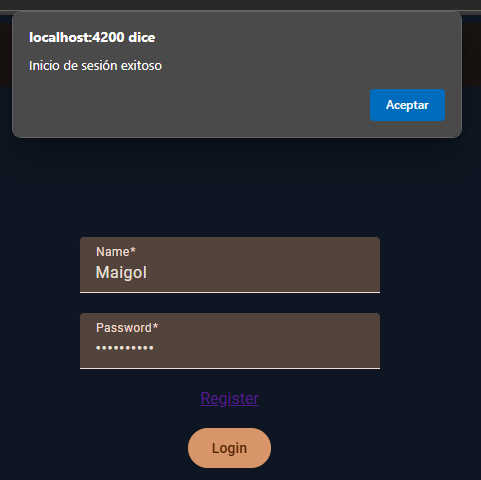 localhost:4200 dice
Inicio de sesión exitoso
Aceptar
Name*
Maigol
Password*
••••••••••
Register
Login